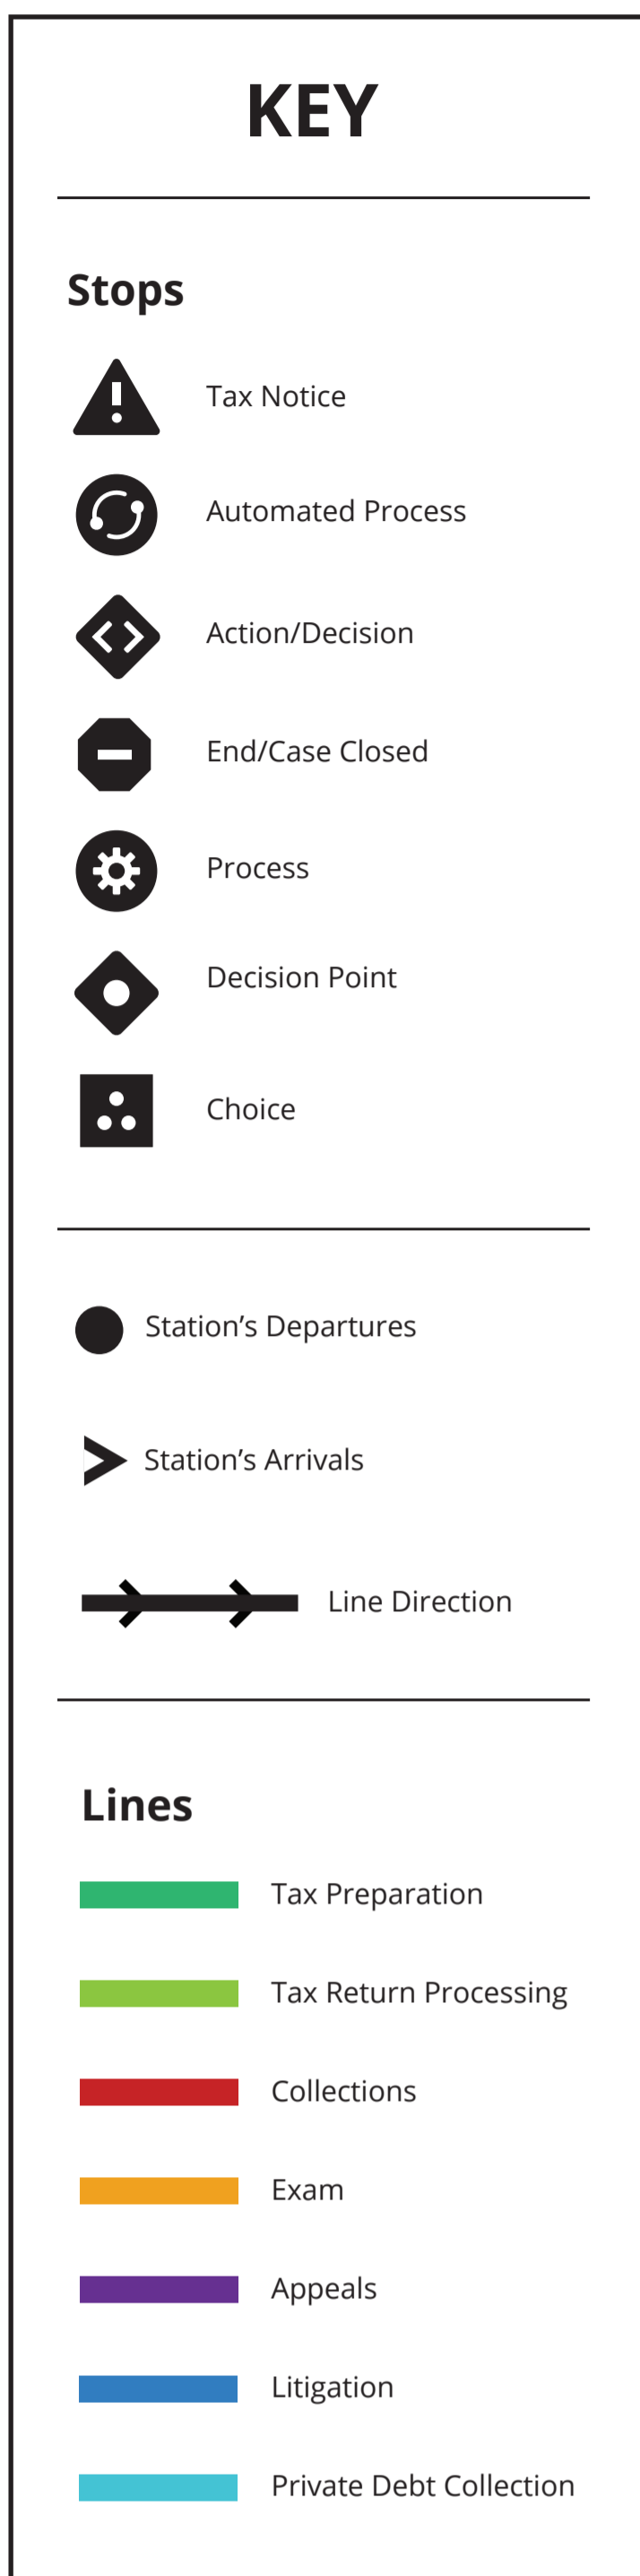 KEY
Stops
Tax Notice
Automated Process
Action/Decision
End/Case Closed
Process
Decision Point
Choice
Station’s Departures
Station’s Arrivals
Line Direction
Lines
Tax Preparation
Tax Return Processing
Collections
Exam
Appeals
Litigation
Private Debt Collection